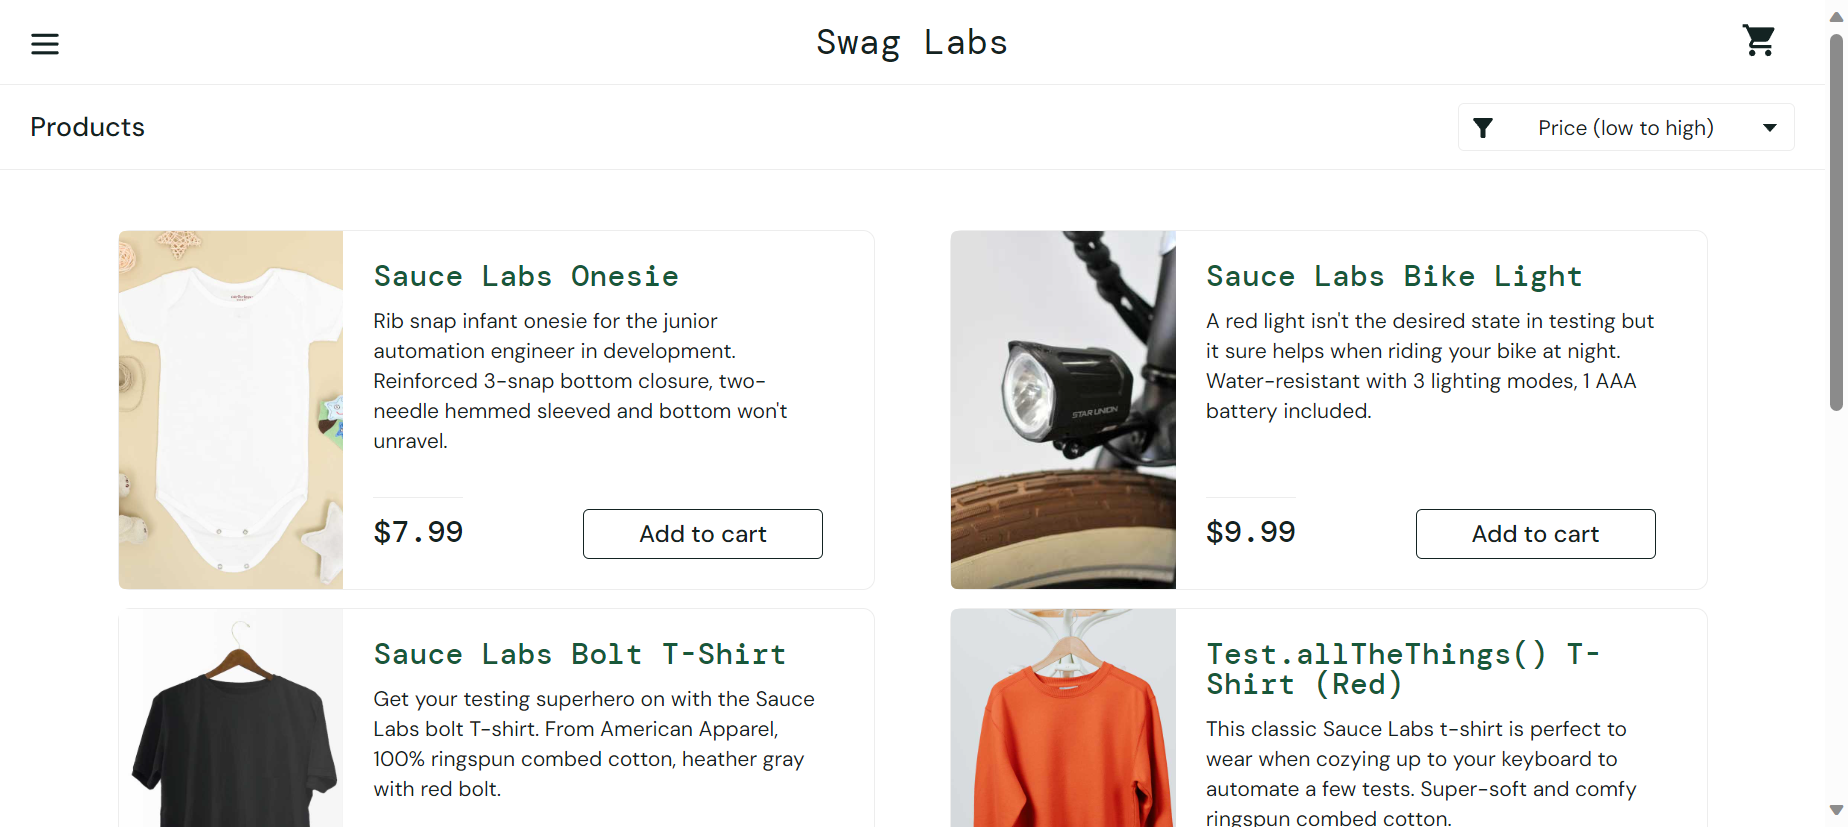 Swag Labs
Products
Price (low to high)
Sauce Labs Onesie
Rib snap infant onesie for the junior
automation engineer in development.
Reinforced 3-snap bottom closure, two-
needle hemmed sleeved and bottom won't
unravel.
$7.99
Add to cart
STAR UNION
Sauce Labs Bike Light
A red light isn't the desired state in testing but
it sure helps when riding your bike at night.
Water-resistant with 3 lighting modes, 1 AAA
battery included.
$9.99
Add to cart
Sauce Labs Bolt T-Shirt
Get your testing superhero on with the Sauce
Labs bolt T-shirt. From American Apparel,
100% ringspun combed cotton, heather gray
with red bolt.
Test.allTheThings() T-
Shirt (Red)
This classic Sauce Labs t-shirt is perfect to
wear when cozying up to your keyboard to
automate a few tests. Super-soft and comfy
ringspun combed cotton.